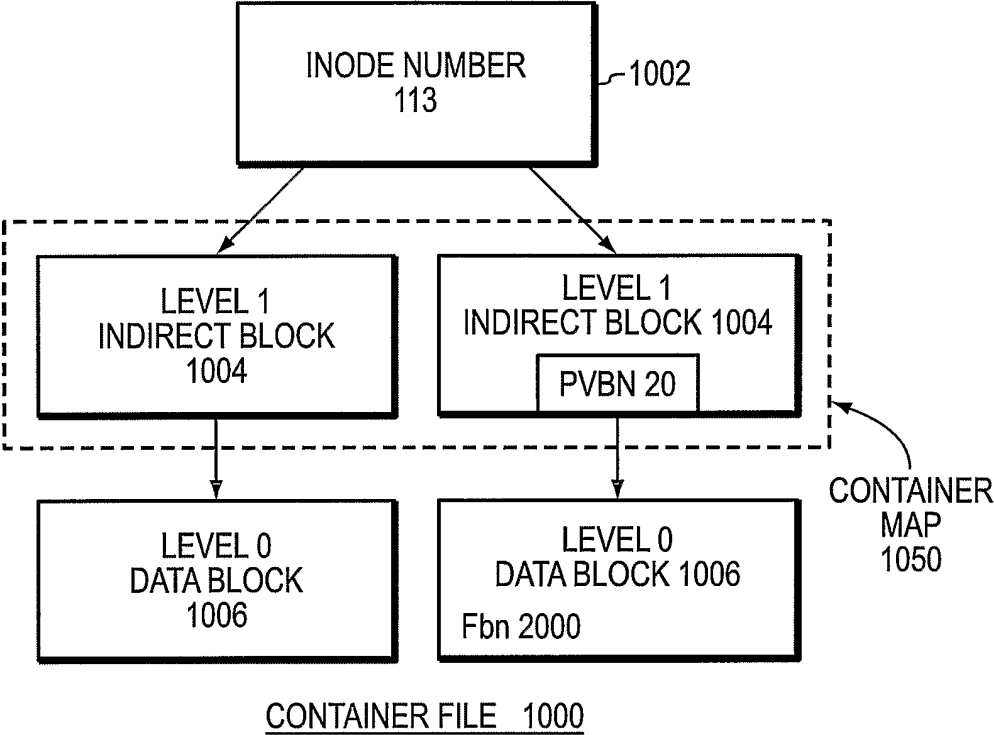 INODE NUMBER
113
1002
LEVEL 1
INDIRECT BLOCK
1004
LEVEL 1
INDIRECT BLOCK 1004
PVBN 20
CONTAINER
MAP
1050
LEVEL 0
DATA BLOCK
1006
LEVEL 0
DATA BLOCK 1006
Fbn 2000
CONTAINER FILE 1000